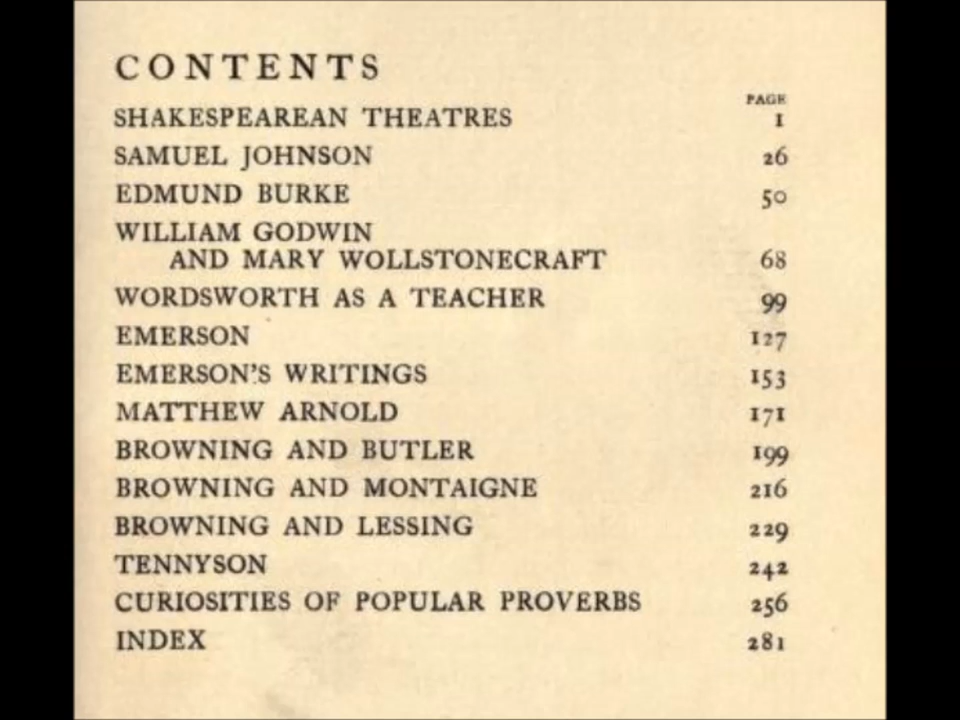 CONTENTS
PAGE
SHAKESPEAREAN THEATRES 1
SAMUEL JOHNSON 26
EDMUND BURKE 50
WILLIAM GODWIN
AND MARY WOLLSTONECRAFT 68
WORDSWORTH AS A TEACHER 99
EMERSON 127
EMERSON'S WRITINGS 153
MATTHEW ARNOLD 171
BROWNING AND BUTLER 199
BROWNING AND MONTAIGNE 216
BROWNING AND LESSING 229
TENNYSON 242
CURIOSITIES OF POPULAR PROVERBS 256
INDEX 281